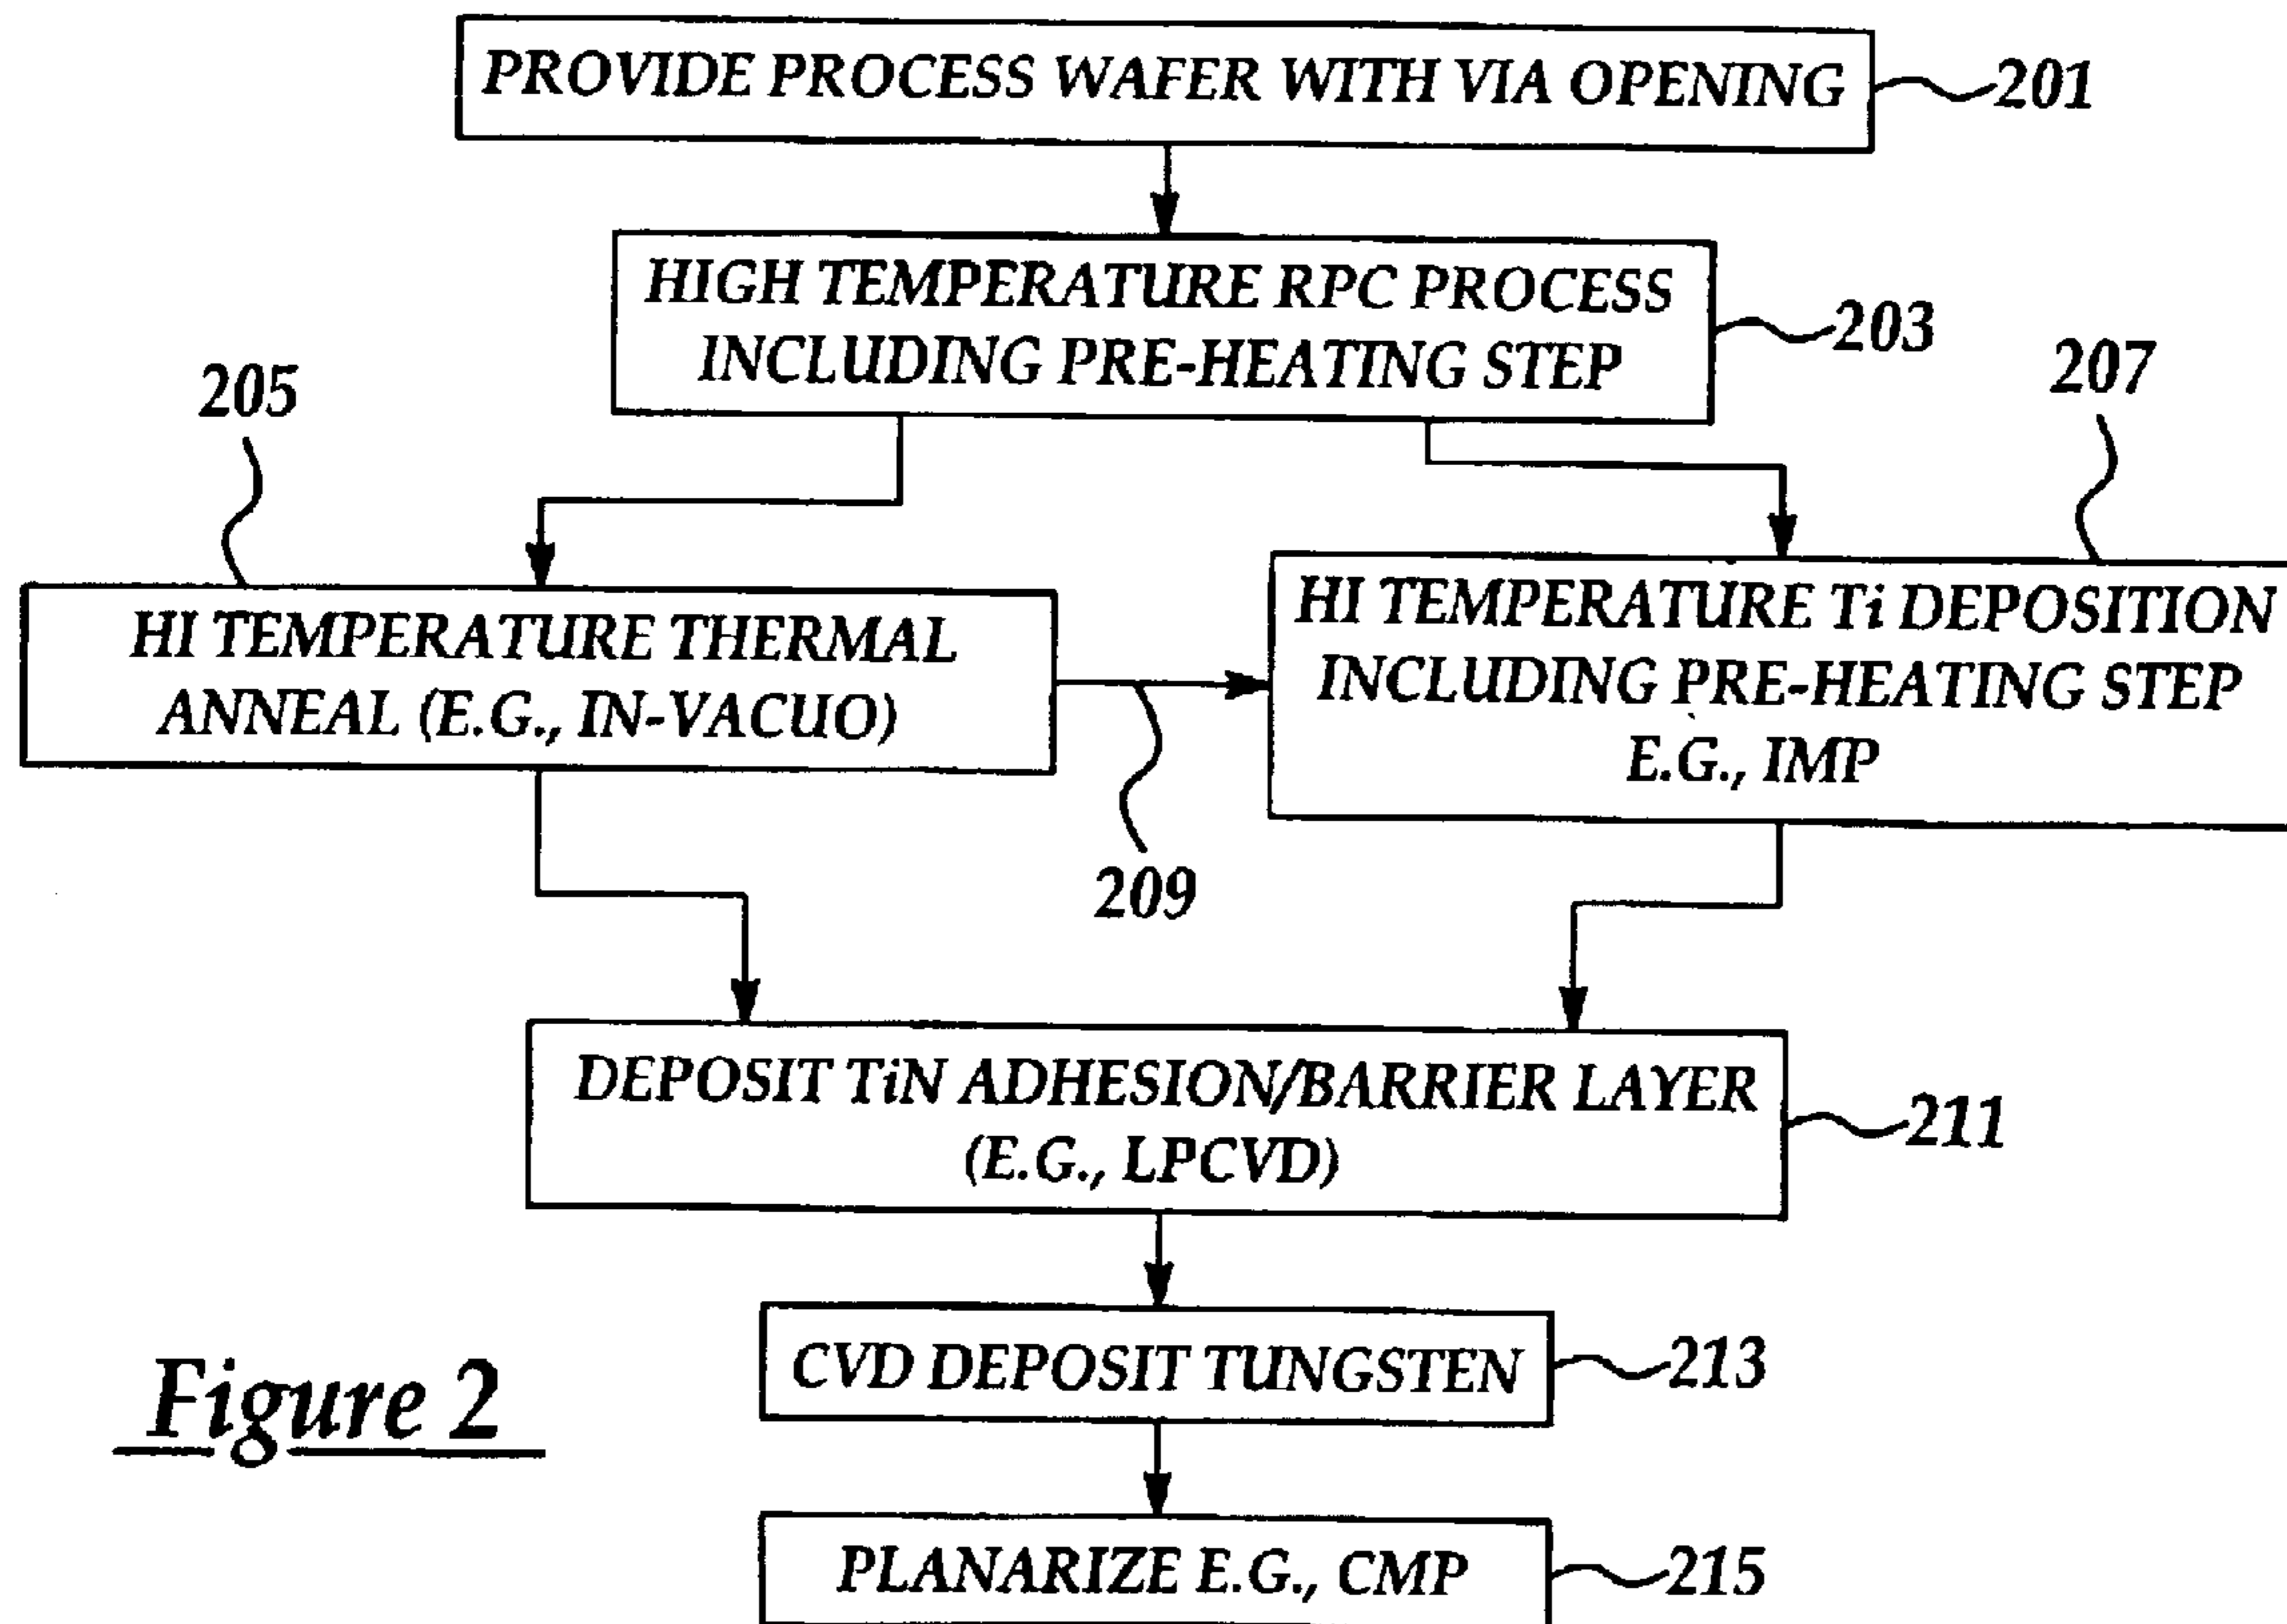 PROVIDE PROCESS WAFER WITH VIA OPENING
201
HIGH TEMPERATURE RPC PROCESS
INCLUDING PRE-HEATING STEP
203
205
207
HI TEMPERATURE THERMAL
ANNEAL (E.G., IN-VACUO)
HI TEMPERATURE Ti DEPOSITION
INCLUDING PRE-HEATING STEP
E.G., IMP
209
DEPOSIT TiN ADHESION/BARRIER LAYER
(E.G., LPCVD)
211
CVD DEPOSIT TUNGSTEN
213
Figure 2
PLANARIZE E.G., CMP
215